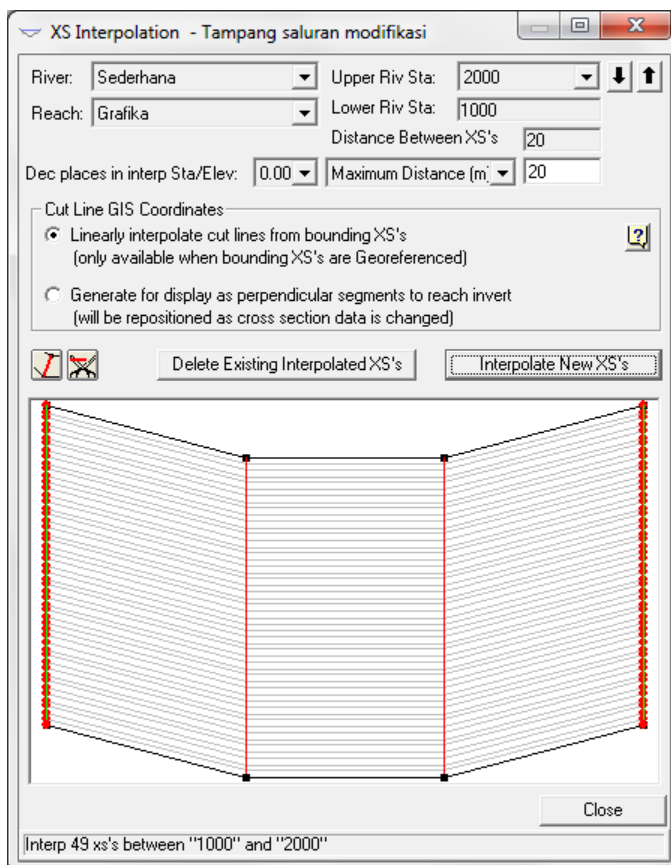 XS Interpolation - Tampang saluran modifikasi
River: Sederhana Upper Riv Sta: 2000
Reach: Grafika Lower Riv Sta: 1000
Distance Between XS's 20
Dec places in interp Sta/Elev: 0.00 Maximum Distance (m) 20
Cut Line GIS Coordinates
Linearly interpolate cut lines from bounding XS's
(only available when bounding XS's are Georeferenced)
Generate for display as perpendicular segments to reach invert
(will be repositioned as cross section data is changed)
Delete Existing Interpolated XS's Interpolate New XS's
Close
Interp 49 xs's between "1000" and "2000"